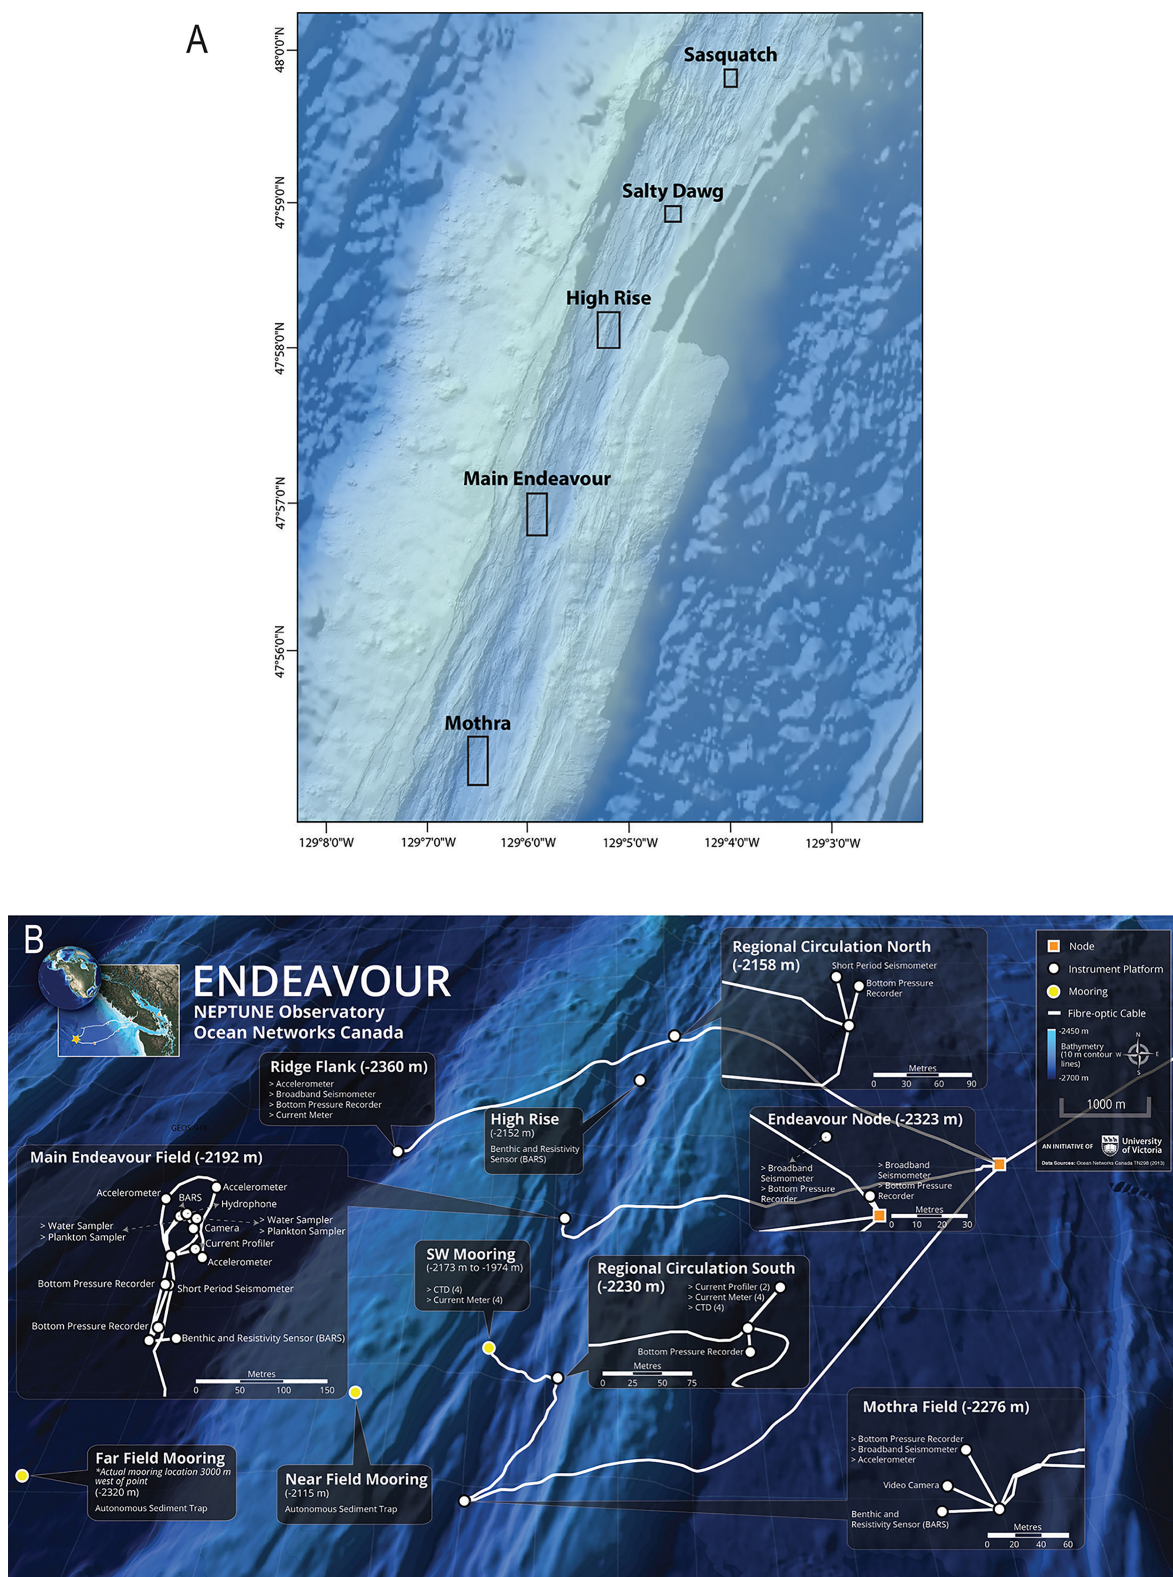 A
Sasquatch
Salty Dawg
High Rise
Main Endeavour
Mothra
48°0'0"N
47°59'0"N
47°58'0"N
47°57'0"N
47°56'0"N
129°8'0"W
129°7'0"W
129°6'0"W
129°5'0"W
129°4'0"W
129°3'0"W
B
ENDEAVOUR
NEPTUNE Observatory
Ocean Networks Canada
Regional Circulation North
(-2158 m)
Short Period Seismometer
Bottom Pressure
Recorder
Metres
0 30 60 90
Node
Instrument Platform
Mooring
Fibre-optic Cable
-2450 m
Bathymetry
(10 m contour
lines)
-2700 m
N
W E
S
1000 m
AN INITIATIVE OF
University
of Victoria
Data Sources: Ocean Networks Canada TN298 (2013)
Ridge Flank (-2360 m)
> Accelerometer
> Broadband Seismometer
> Bottom Pressure Recorder
> Current Meter
High Rise
(-2152 m)
Benthic and Resistivity
Sensor (BARS)
Endeavour Node (-2323 m)
> Broadband
Seismometer
> Bottom Pressure
Recorder
> Broadband
Seismometer
> Bottom Pressure
Recorder
Metres
0 10 20 30
Main Endeavour Field (-2192 m)
Accelerometer
Accelerometer
BARS
Hydrophone
> Water Sampler
> Plankton Sampler
> Water Sampler
> Plankton Sampler
Camera
Current Profiler
Accelerometer
Bottom Pressure Recorder
Short Period Seismometer
Bottom Pressure Recorder
Benthic and Resistivity Sensor (BARS)
Metres
0 50 100 150
SW Mooring
(-2173 m to -1974 m)
> CTD (4)
> Current Meter (4)
Regional Circulation South
(-2230 m)
> Current Profiler (2)
> Current Meter (4)
> CTD (4)
Bottom Pressure Recorder
Metres
0 25 50 75
Far Field Mooring
*Actual mooring location 3000 m
west of point
(-2320 m)
Autonomous Sediment Trap
Near Field Mooring
(-2115 m)
Autonomous Sediment Trap
Mothra Field (-2276 m)
> Bottom Pressure Recorder
> Broadband Seismometer
> Accelerometer
Video Camera
Benthic and
Resistivity Sensor (BARS)
Metres
0 20 40 60